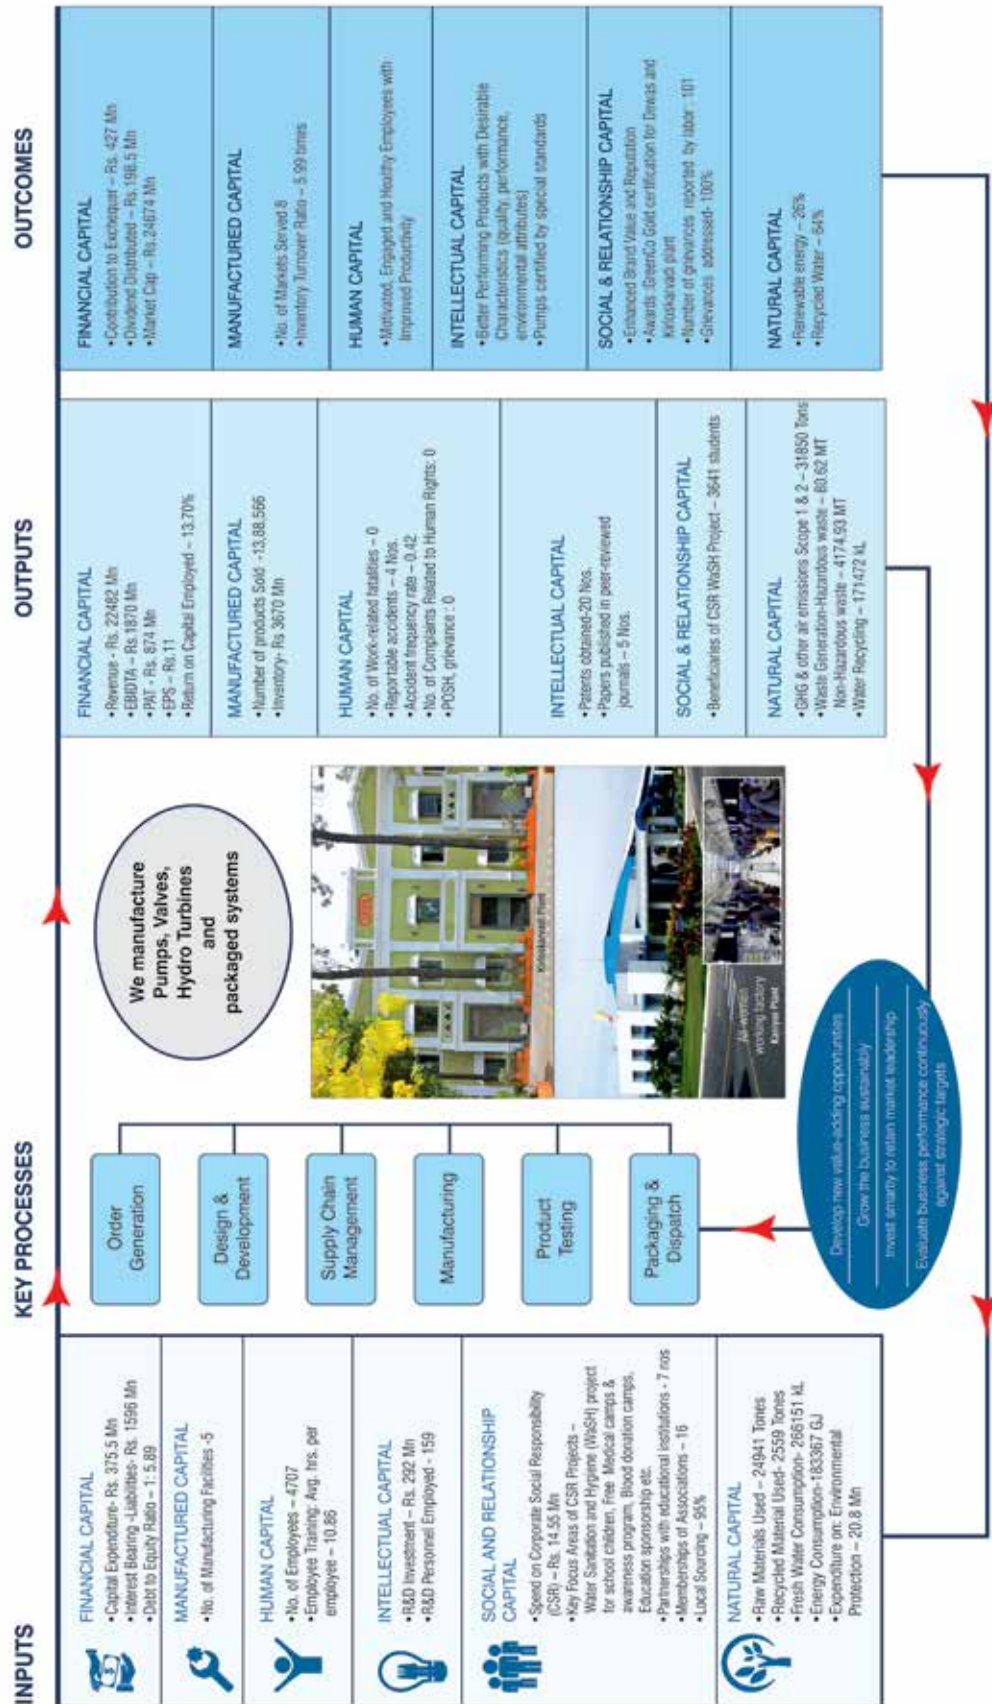 INPUTS
FINANCIAL CAPITAL
•Capital Expenditure- Rs. 375.5 Mn
•Interest Bearing -Liabilities- Rs. 1596 Mn
•Debt to Equity Ratio – 1: 5.89
MANUFACTURED CAPITAL
•No. of Manufacturing Facilities -5
HUMAN CAPITAL
•No. of Employees – 4707
•Employee Training: Avg. hrs. per
employee – 10.86
INTELLECTUAL CAPITAL
•R&D Investment – Rs. 292 Mn
•R&D Personnel Employed - 159
SOCIAL AND RELATIONSHIP
CAPITAL
•Spend on Corporate Social Responsibility
(CSR) – Rs. 14.55 Mn
•Key Focus Areas of CSR Projects –
Water Sanitation and Hygiene (WaSH) project
for school children. Free Medical camps &
awareness program, Blood donation camps,
Education sponsorship etc.
•Partnerships with educational institutions - 7 nos
•Memberships of Associations – 16
•Local Sourcing – 95%
NATURAL CAPITAL
•Raw Materials Used – 24941 Tones
•Recycled Material Used- 2559 Tones
•Fresh Water Consumption- 266151 kL
•Energy Consumption-183367 GJ
•Expenditure on: Environmental
Protection – 20.8 Mn
KEY PROCESSES
Order
Generation
Design &
Development
Supply Chain
Management
Manufacturing
Product
Testing
Packaging &
Dispatch
We manufacture
Pumps, Valves,
Hydro Turbines
and
packaged systems
Kirloskarvadi Plant
All-women
working factory
Kaniyur Plant
Develop new value-adding opportunities
Grow the business sustainably
Invest smartly to retain market leadership
Evaluate business performance continuously
against strategic targets
OUTPUTS
FINANCIAL CAPITAL
•Revenue - Rs. 22482 Mn
•EBIDTA – Rs.1870 Mn
•PAT - Rs. 874 Mn
•EPS – Rs.11
•Return on Capital Employed – 13.70%
MANUFACTURED CAPITAL
•Number of products Sold -13,88,566
•Inventory- Rs 3670 Mn
HUMAN CAPITAL
•No. of Work-related fatalities – 0
•Reportable accidents – 4 Nos.
•Accident frequency rate – 0.42
•No. of Complaints Related to Human Rights: 0
•POSH, grievance : 0
INTELLECTUAL CAPITAL
•Patents obtained-20 Nos.
•Papers published in peer-reviewed
journals – 5 Nos.
SOCIAL & RELATIONSHIP CAPITAL
•Beneficiaries of CSR WaSH Project – 3641 students
NATURAL CAPITAL
•GHG & other air emissions Scope 1 & 2 – 31850 Tons
•Waste Generation-Hazardous waste – 80.62 MT
Non-Hazardous waste – 4174.93 MT
•Water Recycling – 171472 kL
OUTCOMES
FINANCIAL CAPITAL
•Contribution to Exchequer – Rs. 427 Mn
•Dividend Distributed – Rs.198.5 Mn
•Market Cap – Rs.24674 Mn
MANUFACTURED CAPITAL
•No. of Markets Served 8
•Inventory Turnover Ratio – 5.99 times
HUMAN CAPITAL
•Motivated, Engaged and Healthy Employees with
Improved Productivity
INTELLECTUAL CAPITAL
•Better Performing Products with Desirable
Characteristics (quality, performance,
environmental attributes)
•Pumps certified by special standards
SOCIAL & RELATIONSHIP CAPITAL
•Enhanced Brand Value and Reputation
•Awards :GreenCo Gold certification for Dewas and
Kirloskarvadi plant
•Number of grievances reported by labor : 101
•Grievances addressed- 100%
NATURAL CAPITAL
•Renewable energy – 26%
•Recycled Water – 64%